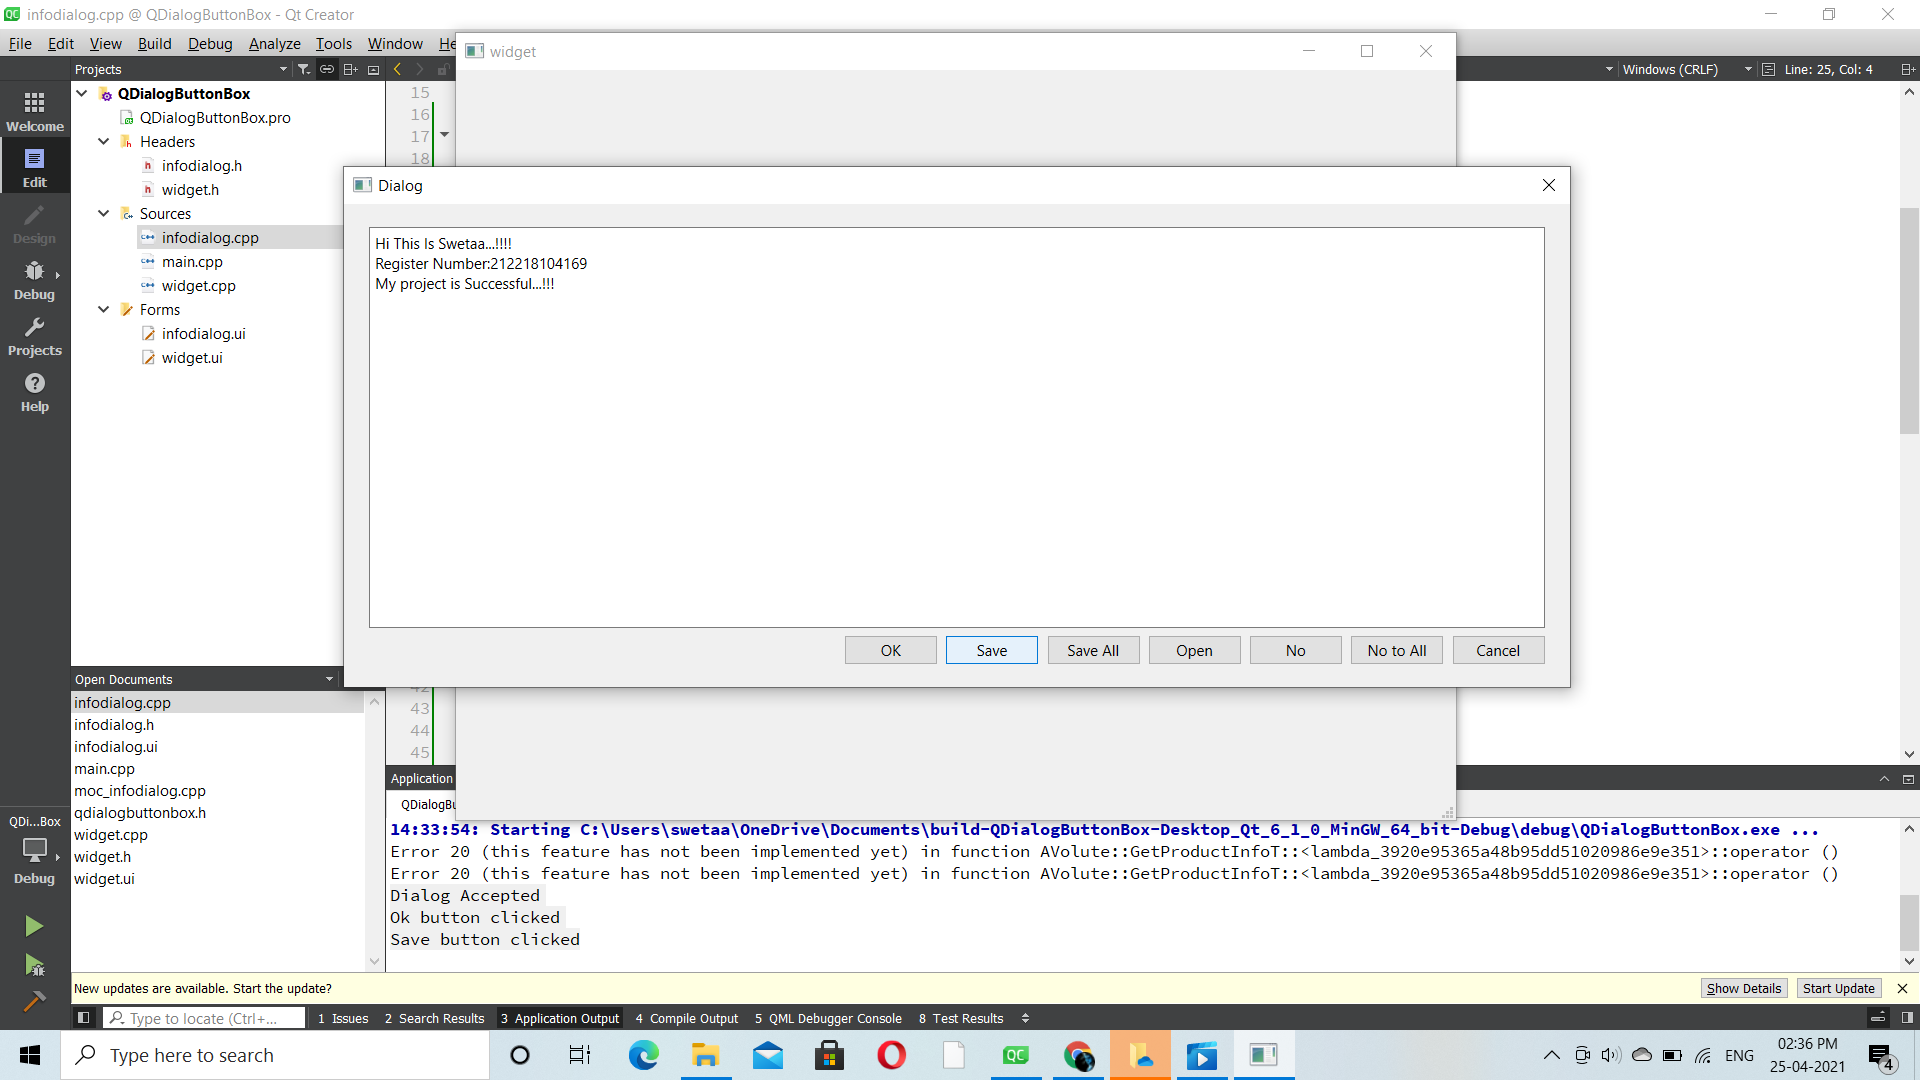 QC infodialog.cpp @ QDialogButtonBox - Qt Creator
File Edit View Build Debug Analyze Tools Window He
widget
Projects
Windows (CRLF)
Line: 25, Col: 4
Welcome
Edit
Design
Debug
Projects
Help
QDialogButtonBox
QDialogButtonBox.pro
Headers
infodialog.h
widget.h
Sources
infodialog.cpp
main.cpp
widget.cpp
Forms
infodialog.ui
widget.ui
15
16
17
18
Dialog
Hi This Is Swetaa...!!!!
Register Number:212218104169
My project is Successful...!!!
OK Save Save All Open No No to All Cancel
42
43
44
45
Open Documents
infodialog.cpp
infodialog.h
infodialog.ui
main.cpp
moc_infodialog.cpp
qdialogbuttonbox.h
widget.cpp
widget.h
widget.ui
QDi...Box
Debug
Application
QDialogBu
14:33:54: Starting C:\Users\swetaa\OneDrive\Documents\build-QDialogButtonBox-Desktop_Qt_6_1_0_MinGW_64_bit-Debug\debug\QDialogButtonBox.exe ...
Error 20 (this feature has not been implemented yet) in function AVolute::GetProductInfoT::<lambda_3920e95365a48b95dd51020986e9e351>::operator ()
Error 20 (this feature has not been implemented yet) in function AVolute::GetProductInfoT::<lambda_3920e95365a48b95dd51020986e9e351>::operator ()
Dialog Accepted
Ok button clicked
Save button clicked
New updates are available. Start the update?
Show Details Start Update
Type to locate (Ctrl+...
1 Issues 2 Search Results 3 Application Output 4 Compile Output 5 QML Debugger Console 8 Test Results
Type here to search
QC
ENG
02:36 PM
25-04-2021
4